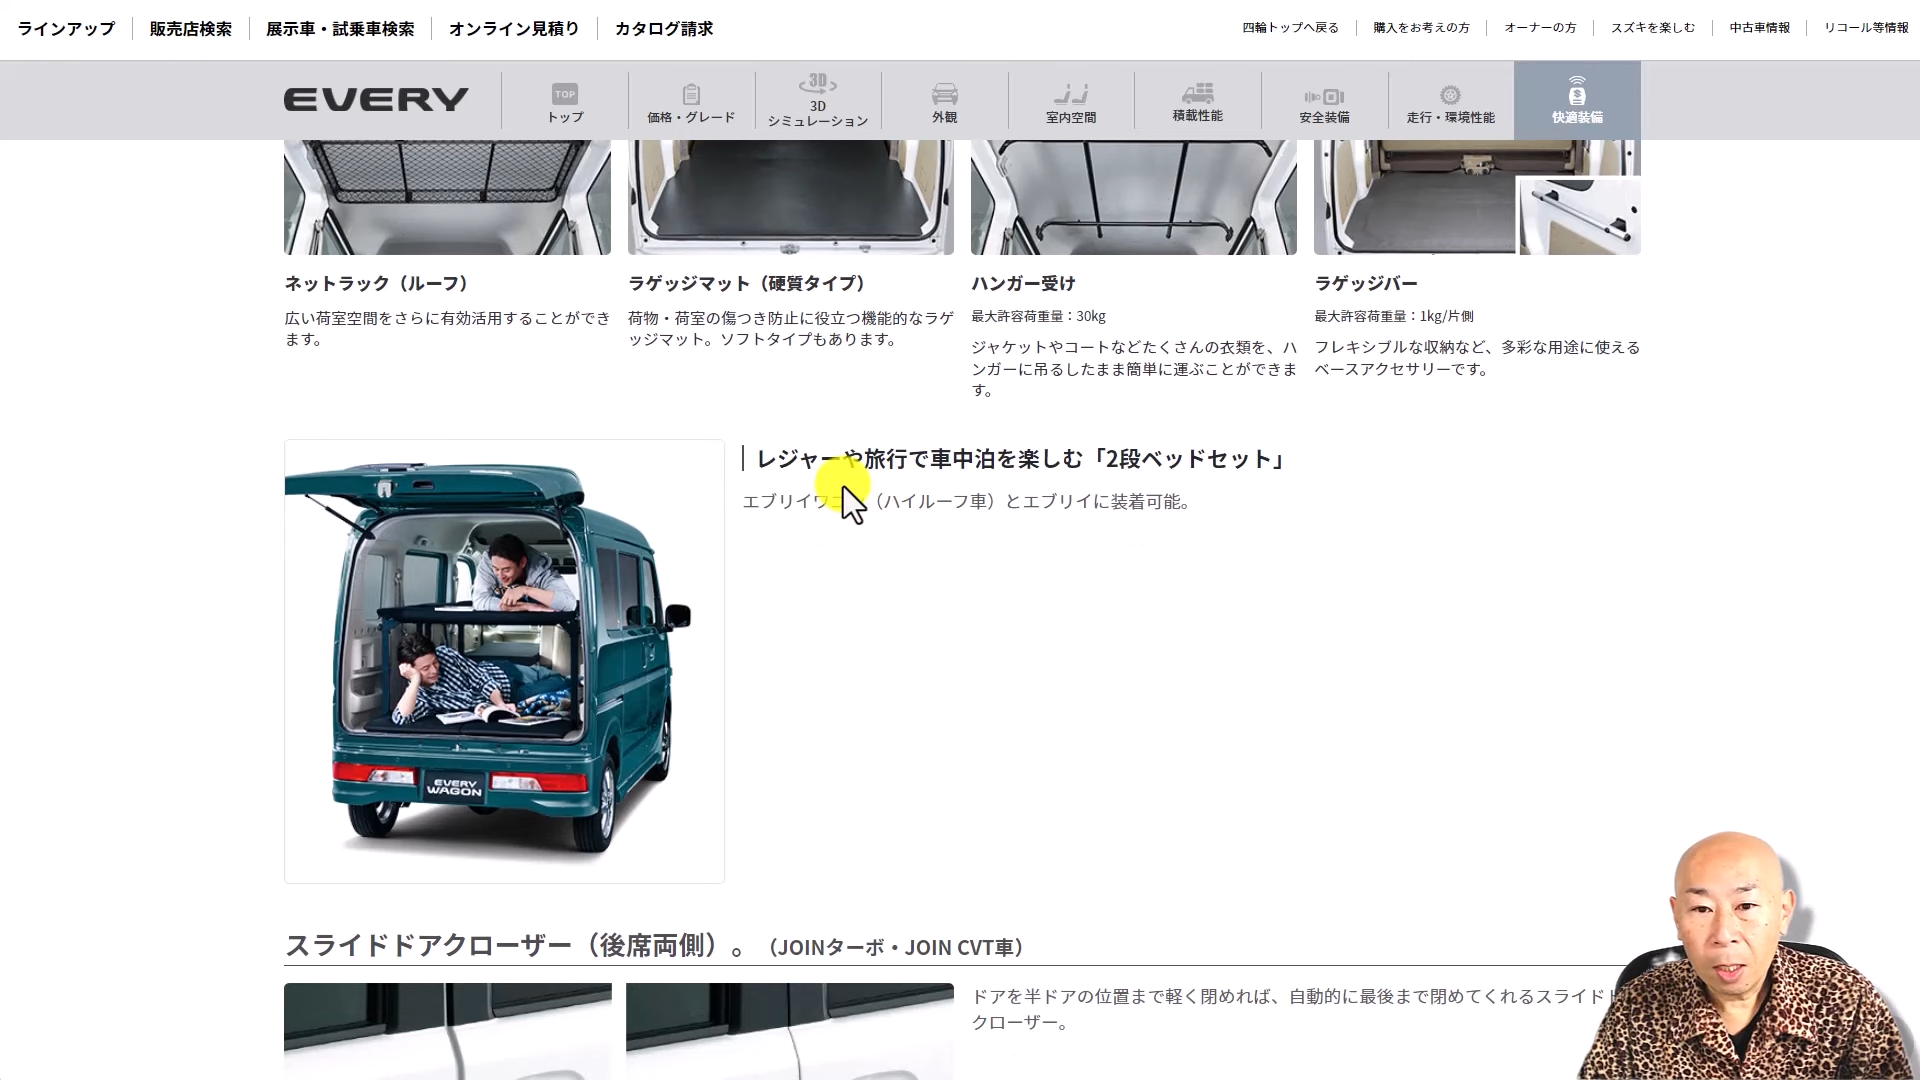 ラインアップ 販売店検索 展示車・試乗車検索 オンライン見積り カタログ請求 四輪トップへ戻る 購入をお考えの方 オーナーの方 スズキを楽しむ 中古車情報 リコール等情報
EVERY
TOP
トップ
価格・グレード
3D
3D
シミュレーション
外観
室内空間
積載性能
安全装備
走行・環境性能
快適装備
ネットラック（ルーフ）
広い荷室空間をさらに有効活用することができ
ます。
ラゲッジマット（硬質タイプ）
荷物・荷室の傷つき防止に役立つ機能的なラゲ
ッジマット。ソフトタイプもあります。
ハンガー受け
最大許容荷重量：30kg
ジャケットやコートなどたくさんの衣類を、ハ
ンガーに吊るしたまま簡単に運ぶことができま
す。
ラゲッジバー
最大許容荷重量：1kg/片側
フレキシブルな収納など、多彩な用途に使える
ベースアクセサリーです。
レジャーや旅行で車中泊を楽しむ「2段ベッドセット」
エブリイワゴン（ハイルーフ車）とエブリイに装着可能。
EVERY
WAGON
スライドドアクローザー（後席両側）。（JOINターボ・JOIN CVT車）
ドアを半ドアの位置まで軽く閉めれば、自動的に最後まで閉めてくれるスライド
クローザー。